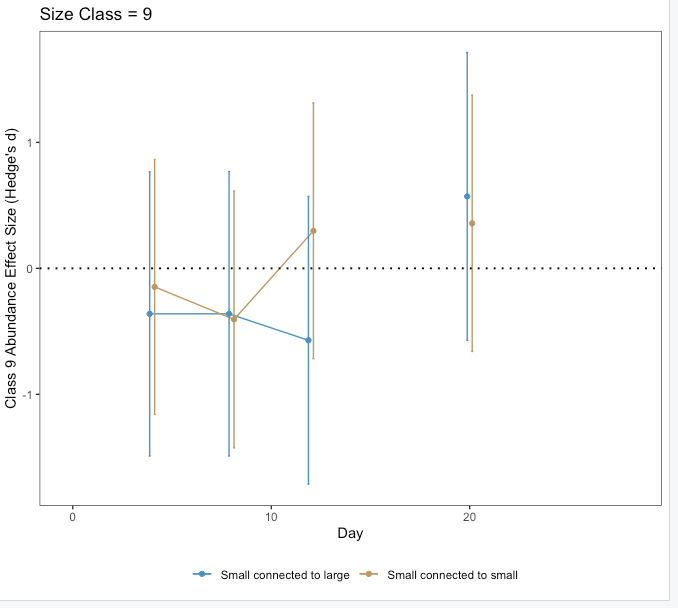 Size Class = 9
Class 9 Abundance Effect Size (Hedge's d)
1
0
-1
0
10
20
Day
Small connected to large
Small connected to small